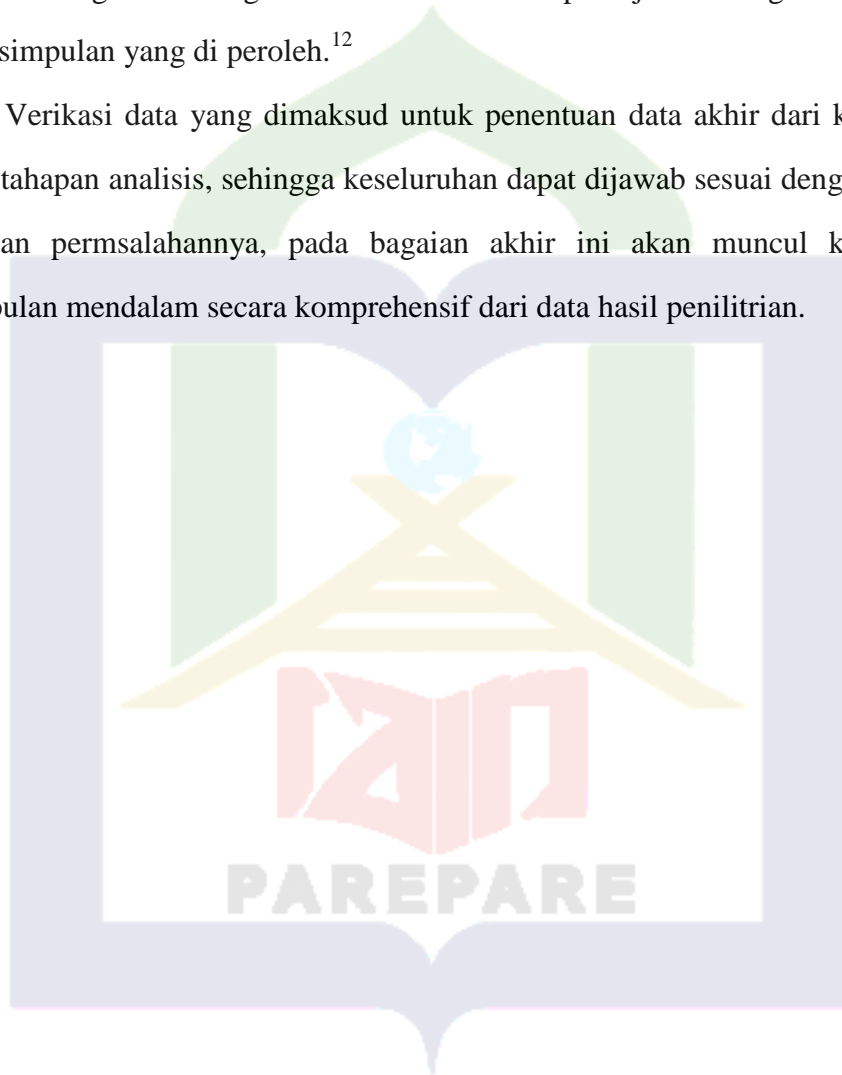 simpulan yang di peroleh.12
Verikasi data yang dimaksud untuk penentuan data akhir dari k
tahapan analisis, sehingga keseluruhan dapat dijawab sesuai deng
an permsalahannya, pada bagaian akhir ini akan muncul k
pulan mendalam secara komprehensif dari data hasil penilitrian.
iain
PAREPARE